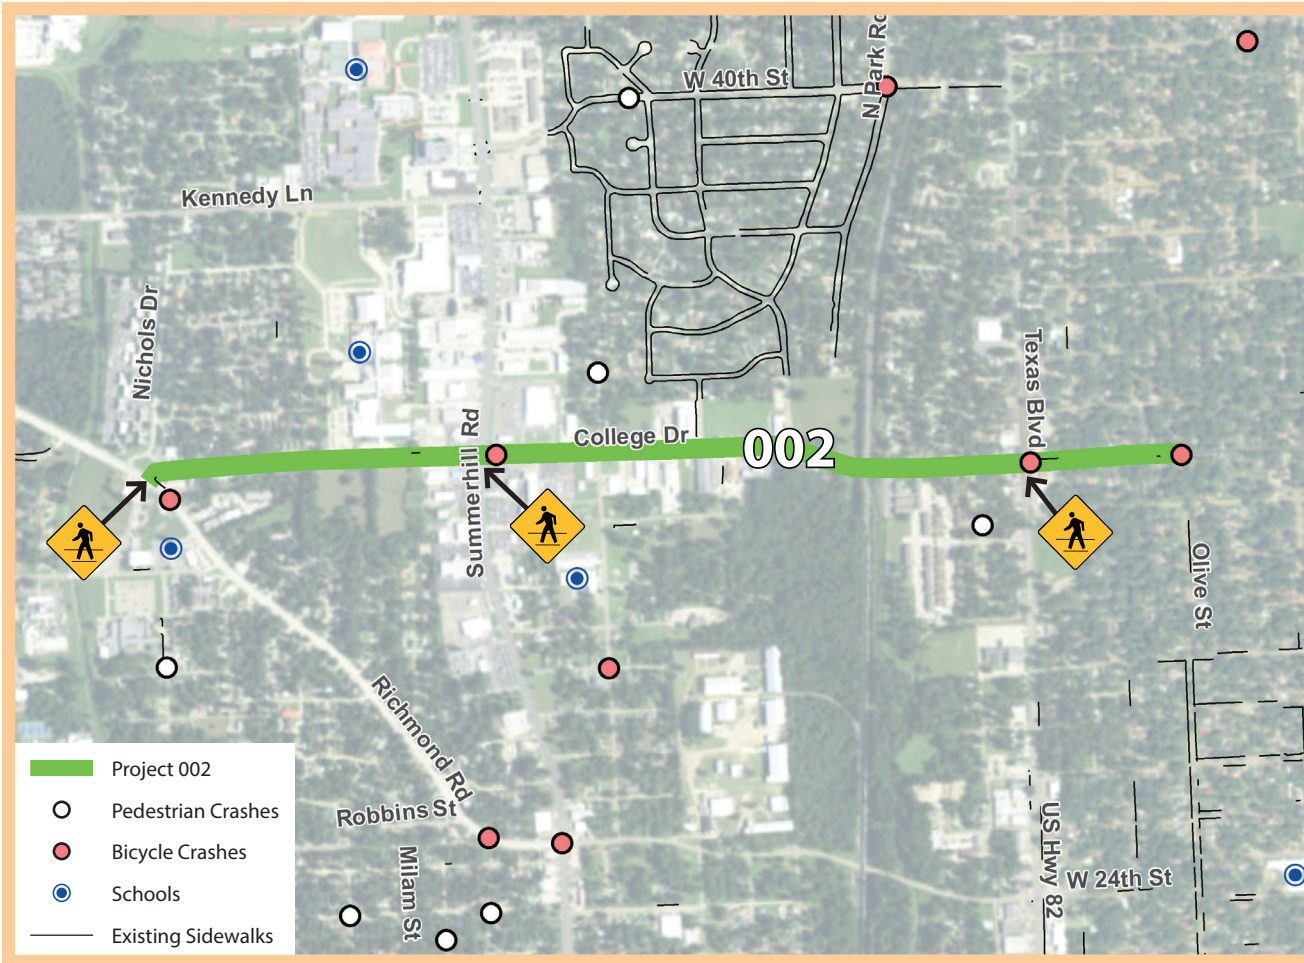 W 40th St
N Park Rd
Kennedy Ln
Nichols Dr
Summerhill Rd
College Dr
002
Texas Blvd
Olive St
Richmond Rd
Robbins St
Milam St
US Hwy 82
W 24th St
Project 002
Pedestrian Crashes
Bicycle Crashes
Schools
Existing Sidewalks